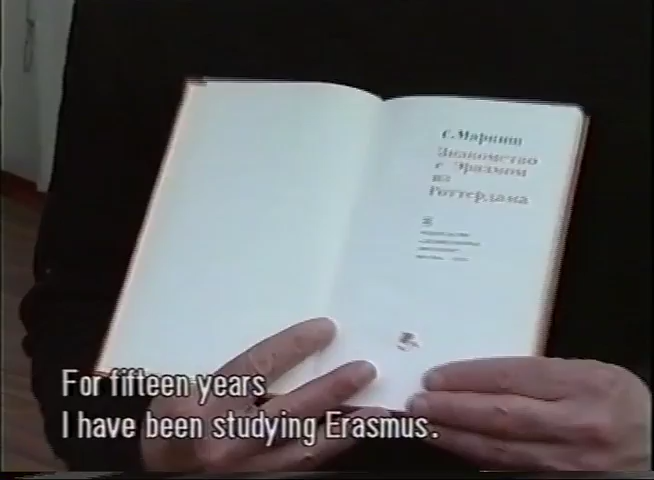 С. Маркиш
Знакомство
с Эразмом
из
Роттердама
For fifteen years
I have been studying Erasmus.